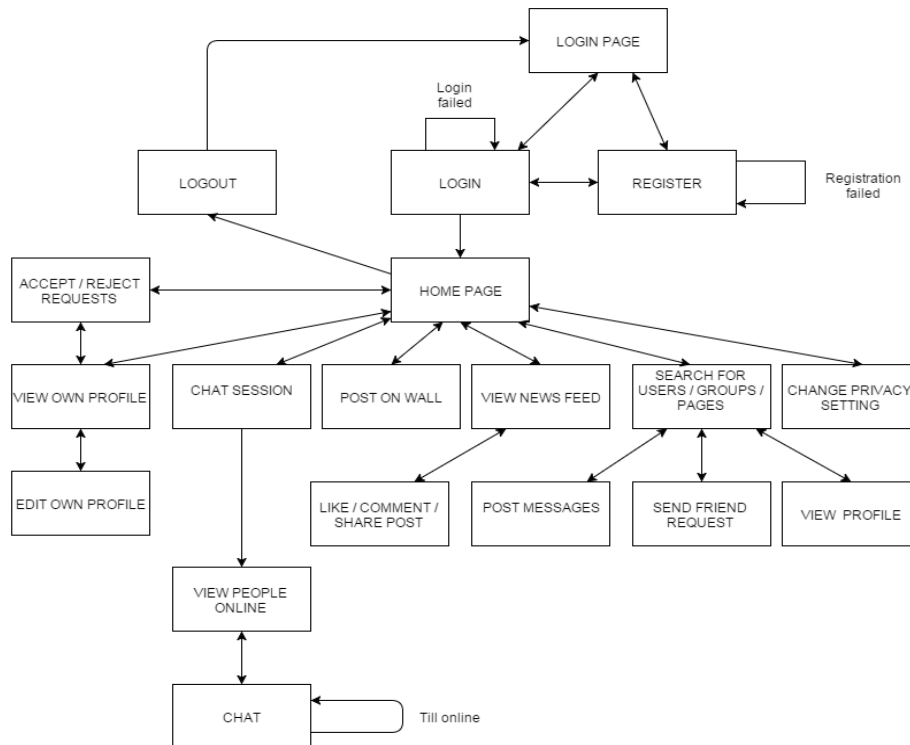 LOGIN PAGE
Login
failed
LOGOUT
LOGIN
REGISTER
Registration
failed
ACCEPT / REJECT
REQUESTS
HOME PAGE
VIEW OWN PROFILE
CHAT SESSION
POST ON WALL
VIEW NEWS FEED
SEARCH FOR
USERS / GROUPS /
PAGES
CHANGE PRIVACY
SETTING
EDIT OWN PROFILE
LIKE / COMMENT /
SHARE POST
POST MESSAGES
SEND FRIEND
REQUEST
VIEW PROFILE
VIEW PEOPLE
ONLINE
CHAT
Till online